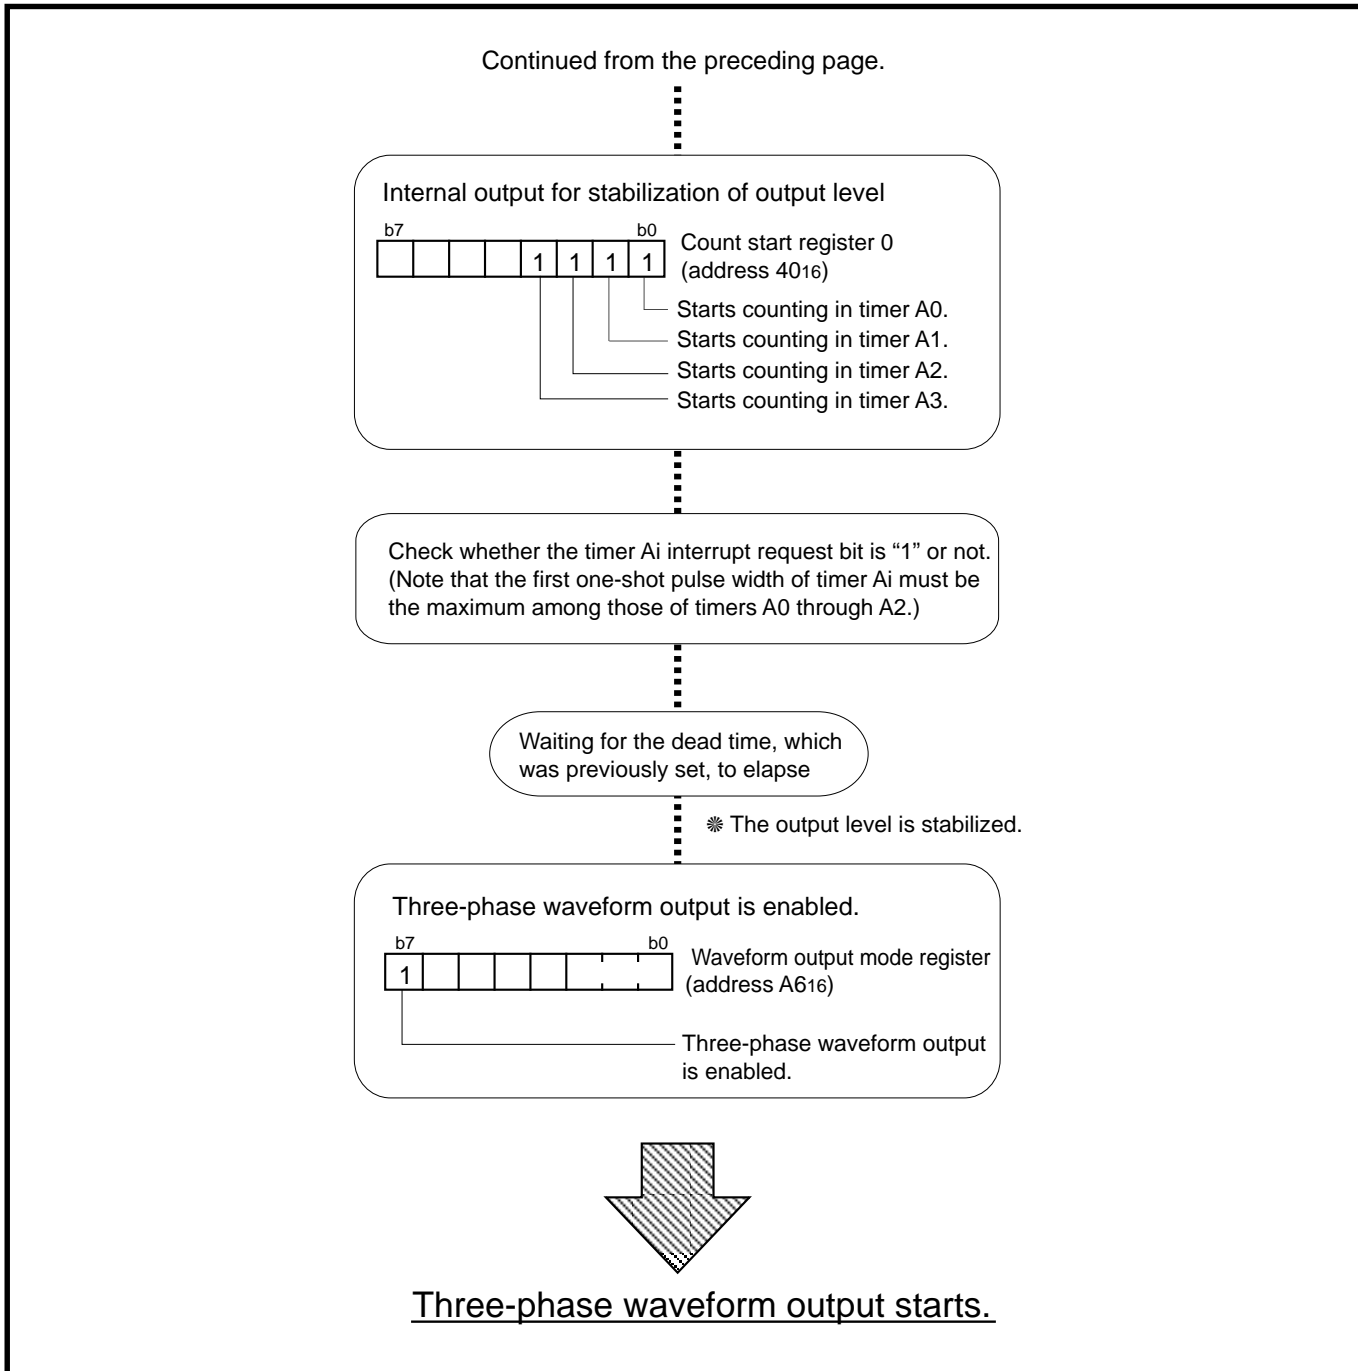 Continued from the preceding page.
Internal output for stabilization of output level
b7 b0
1 1 1 1
Count start register 0
(address 4016)
Starts counting in timer A0.
Starts counting in timer A1.
Starts counting in timer A2.
Starts counting in timer A3.
Check whether the timer Ai interrupt request bit is “1” or not.
(Note that the first one-shot pulse width of timer Ai must be
the maximum among those of timers A0 through A2.)
Waiting for the dead time, which
was previously set, to elapse
❋ The output level is stabilized.
Three-phase waveform output is enabled.
b7 b0
1
Waveform output mode register
(address A616)
Three-phase waveform output
is enabled.
Three-phase waveform output starts.